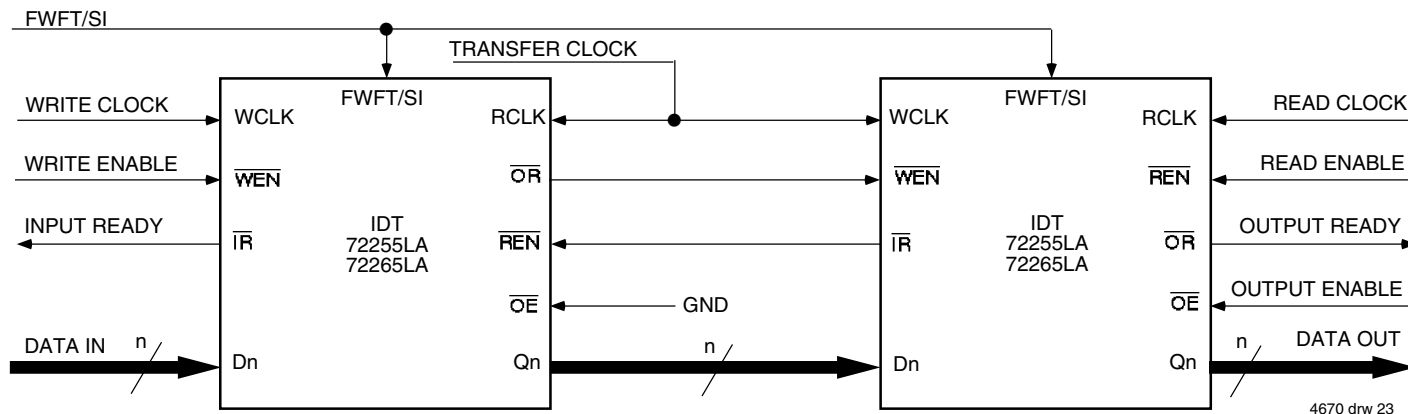 FWFT/SI
TRANSFER CLOCK
FWFT/SI
FWFT/SI
WRITE CLOCK
WCLK
RCLK
WCLK
RCLK
READ CLOCK
WRITE ENABLE
WEN
OR
WEN
REN
READ ENABLE
INPUT READY
IR
IDT
72255LA
72265LA
REN
IR
IDT
72255LA
72265LA
OR
OUTPUT READY
OE
GND
OE
OUTPUT ENABLE
DATA IN
n
Dn
Qn
n
Dn
Qn
n
DATA OUT
4670 drw 23